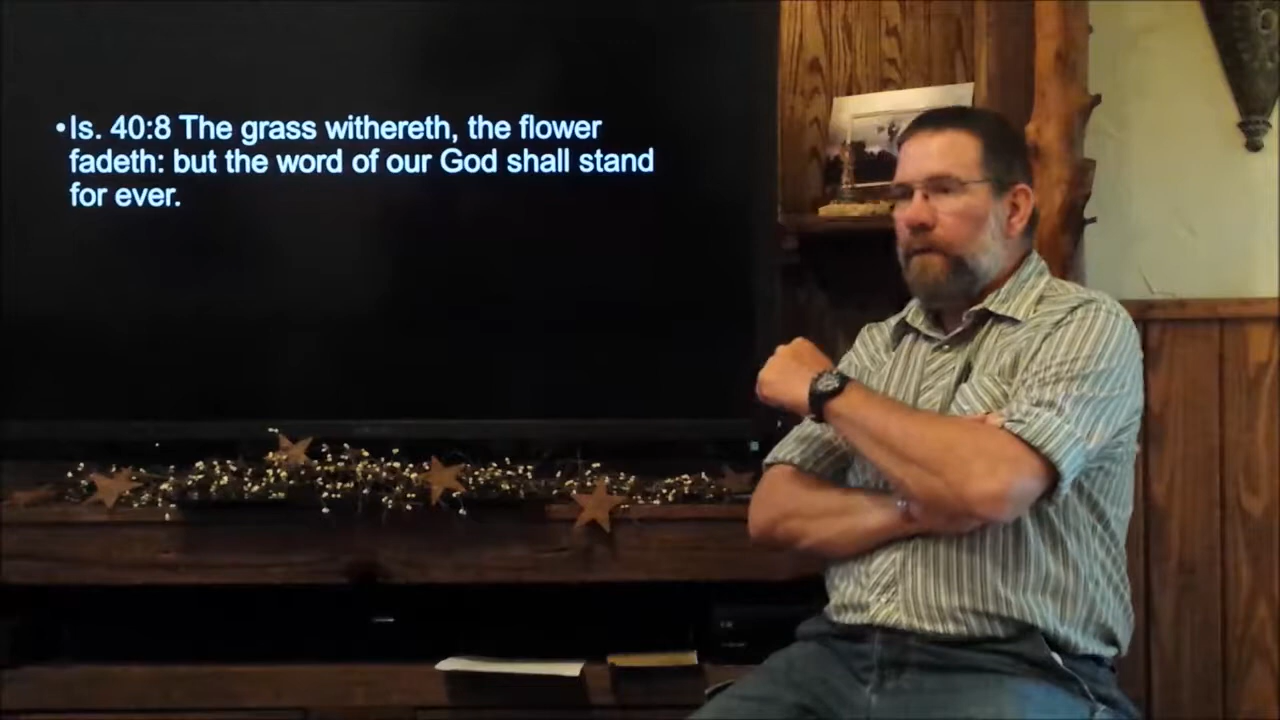 •Is. 40:8 The grass withereth, the flower
fadeth: but the word of our God shall stand
for ever.